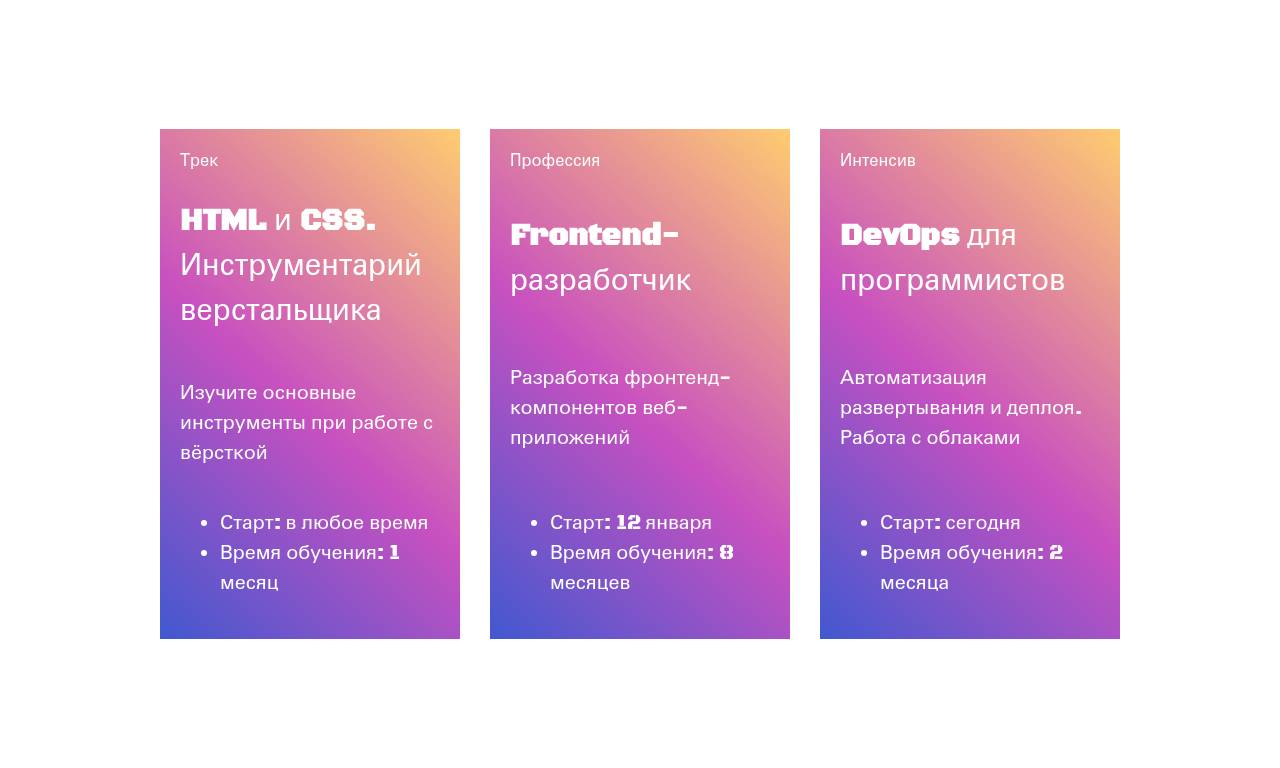 Трек
HTML и CSS.
Инструментарий
верстальщика
Изучите основные
инструменты при работе с
вёрсткой
• Старт: в любое время
• Время обучения: 1
месяц
Профессия
Frontend-
разработчик
Разработка фронтенд-
компонентов веб-
приложений
• Старт: 12 января
• Время обучения: 8
месяцев
Интенсив
DevOps для
программистов
Автоматизация
развертывания и деплоя.
Работа с облаками
• Старт: сегодня
• Время обучения: 2
месяца